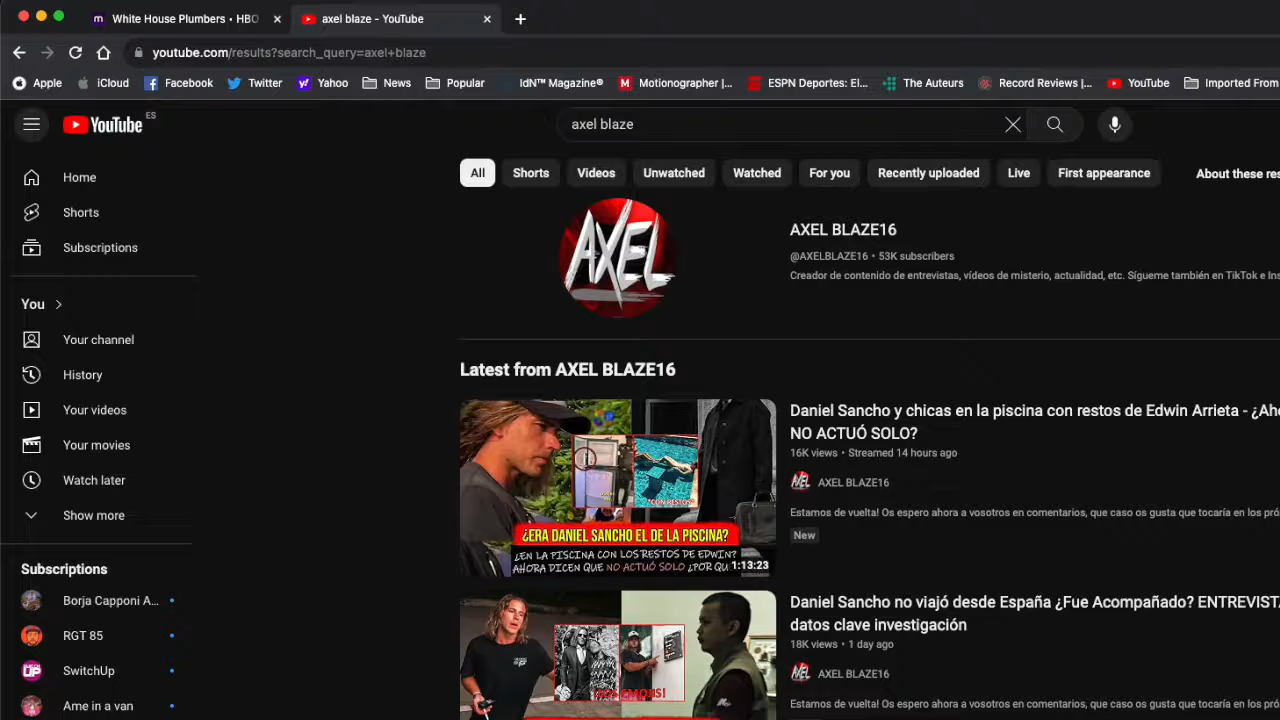 White House Plumbers • HBO
axel blaze - YouTube
youtube.com/results?search_query=axel+blaze
Apple
iCloud
Facebook
Twitter
Yahoo
News
Popular
IdN™ Magazine®
Motionographer |...
ESPN Deportes: El...
The Auteurs
Record Reviews |...
YouTube
Imported From
YouTube
ES
axel blaze
Home
Shorts
Subscriptions
You
Your channel
History
Your videos
Your movies
Watch later
Show more
Subscriptions
Borja Capponi A...
RGT 85
SwitchUp
Ame in a van
All
Shorts
Videos
Unwatched
Watched
For you
Recently uploaded
Live
First appearance
About these res
AXEL
AXEL BLAZE16
@AXELBLAZE16 • 53K subscribers
Creador de contenido de entrevistas, vídeos de misterio, actualidad, etc. Sígueme también en TikTok e Ins
Latest from AXEL BLAZE16
"CON RESTOS"
¿ERA DANIEL SANCHO EL DE LA PISCINA?
¿EN LA PISCINA CON LOS RESTOS DE EDWIN?
AHORA DICEN QUE NO ACTUÓ SOLO ¿POR QU
1:13:23
Daniel Sancho y chicas en la piscina con restos de Edwin Arrieta - ¿Aho
NO ACTUÓ SOLO?
16K views • Streamed 14 hours ago
AXEL BLAZE16
Estamos de vuelta! Os espero ahora a vosotros en comentarios, que caso os gusta que tocaría en los pró
New
Daniel Sancho no viajó desde España ¿Fue Acompañado? ENTREVISTA
datos clave investigación
18K views • 1 day ago
AXEL BLAZE16
Estamos de vuelta! Os espero ahora a vosotros en comentarios, que caso os gusta que tocaría en los pró